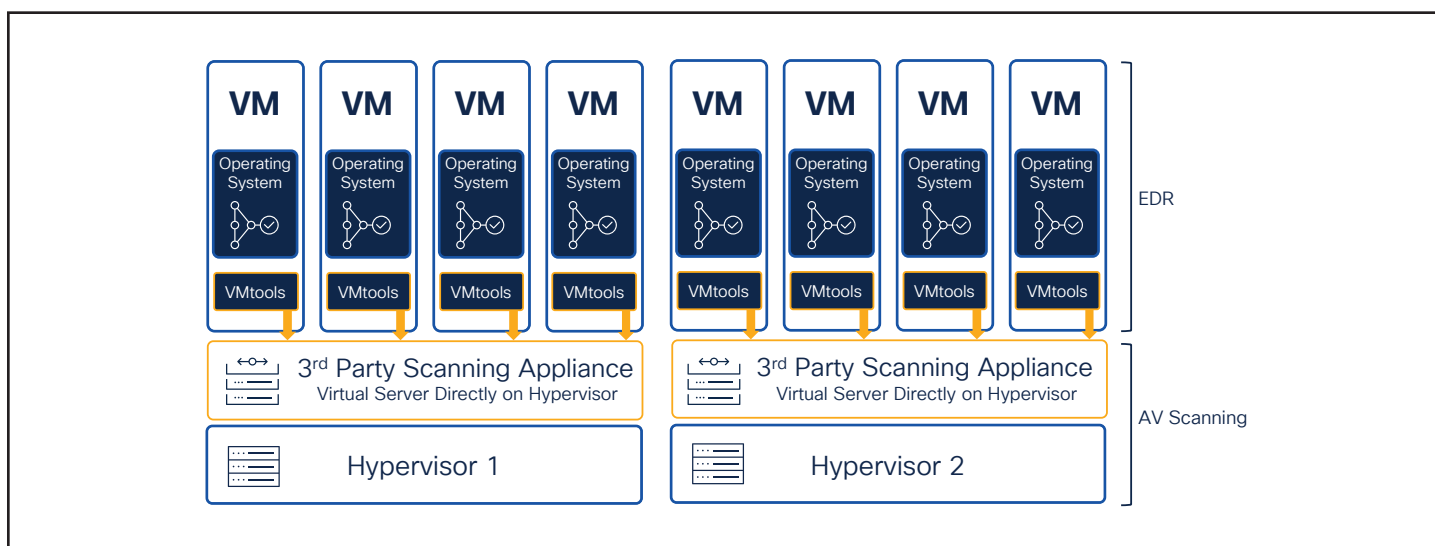 VM VM VM VM VM VM VM VM
Operating Operating Operating Operating Operating Operating Operating Operating
System System System System System System System System
EDR
VMtools VMtools VMtools VMtools VMtools VMtools VMtools VMtools
3rd Party Scanning Appliance
Virtual Server Directly on Hypervisor
3rd Party Scanning Appliance
Virtual Server Directly on Hypervisor
AV Scanning
Hypervisor 1
Hypervisor 2